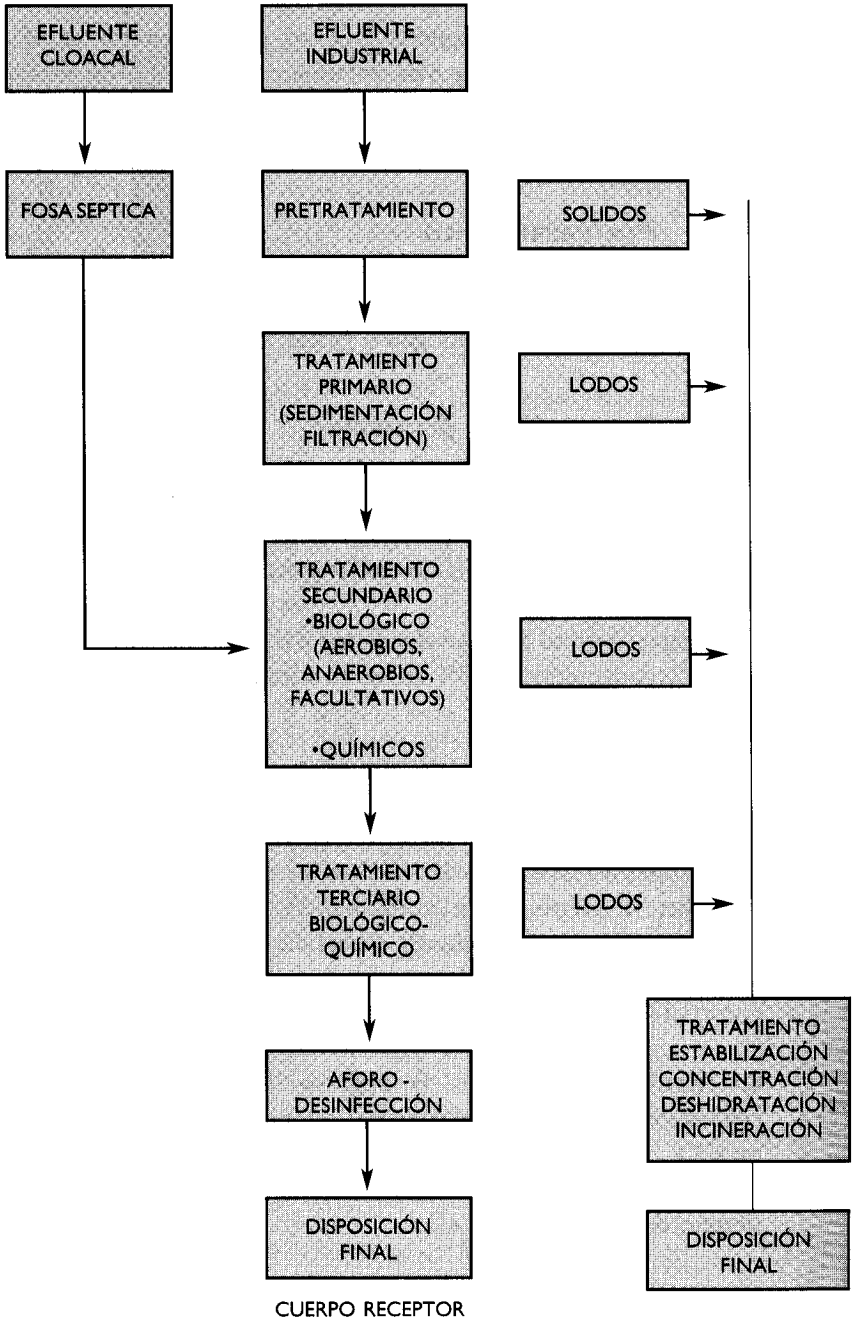 EFLUENTE
CLOACAL
EFLUENTE
INDUSTRIAL
FOSA SEPTICA
PRETRATAMIENTO
SOLIDOS
TRATAMIENTO
PRIMARIO
(SEDIMENTACIÓN
FILTRACIÓN)
LODOS
TRATAMIENTO
SECUNDARIO
•BIOLÓGICO
(AEROBIOS,
ANAEROBIOS,
FACULTATIVOS)
•QUÍMICOS
LODOS
TRATAMIENTO
TERCIARIO
BIOLÓGICO-
QUÍMICO
LODOS
TRATAMIENTO
ESTABILIZACIÓN
CONCENTRACIÓN
DESHIDRATACIÓN
INCINERACIÓN
AFORO -
DESINFECCIÓN
DISPOSICIÓN
FINAL
DISPOSICIÓN
FINAL
CUERPO RECEPTOR